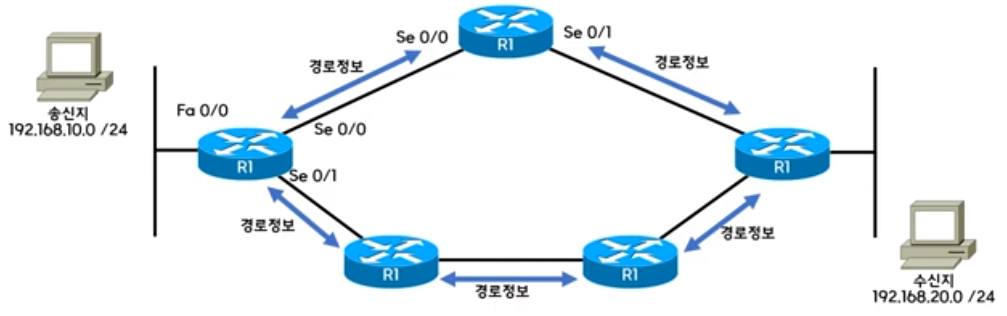 Se 0/0
R1
Se 0/1
경로정보
경로정보
송신지
192.168.10.0 /24
Fa 0/0
Se 0/0
R1
Se 0/1
R1
경로정보
경로정보
R1
경로정보
R1
수신지
192.168.20.0 /24